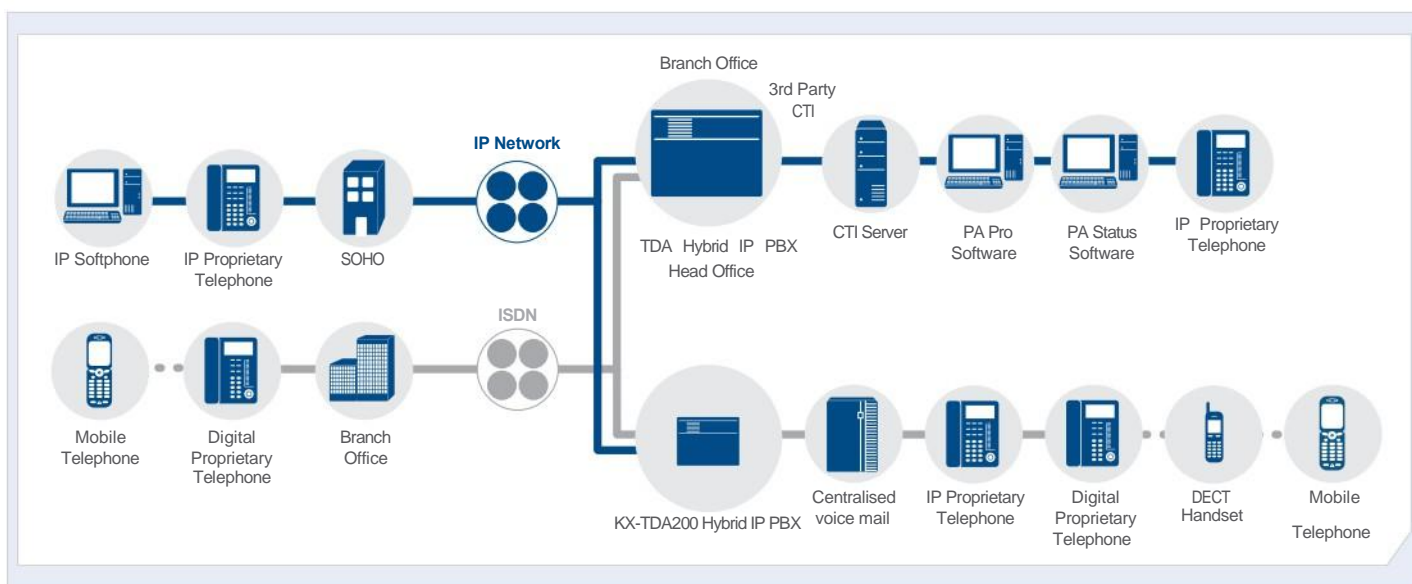 Branch Office
3rd Party
CTI
IP Network
IP Softphone
IP Proprietary
Telephone
SOHO
TDA Hybrid IP PBX
Head Office
CTI Server
PA Pro
Software
PA Status
Software
IP Proprietary
Telephone
ISDN
Mobile
Telephone
Digital
Proprietary
Telephone
Branch
Office
KX-TDA200 Hybrid IP PBX
Centralised
voice mail
IP Proprietary
Telephone
Digital
Proprietary
Telephone
DECT
Handset
Mobile
Telephone